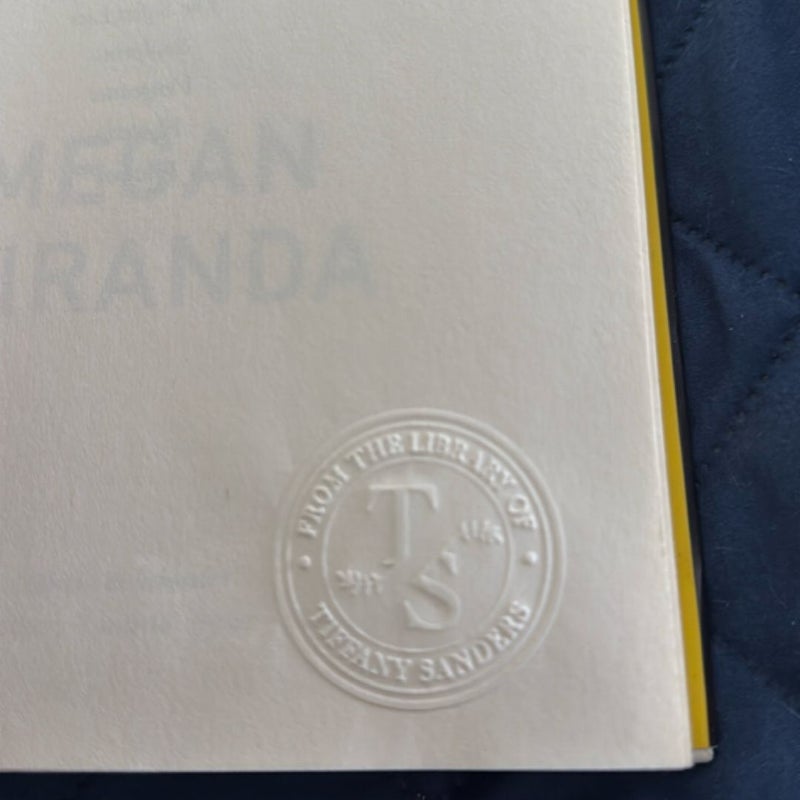 MEGAN
IRANDA
FROM THE LIBRARY OF
T
S
TIFFANY SANDERS